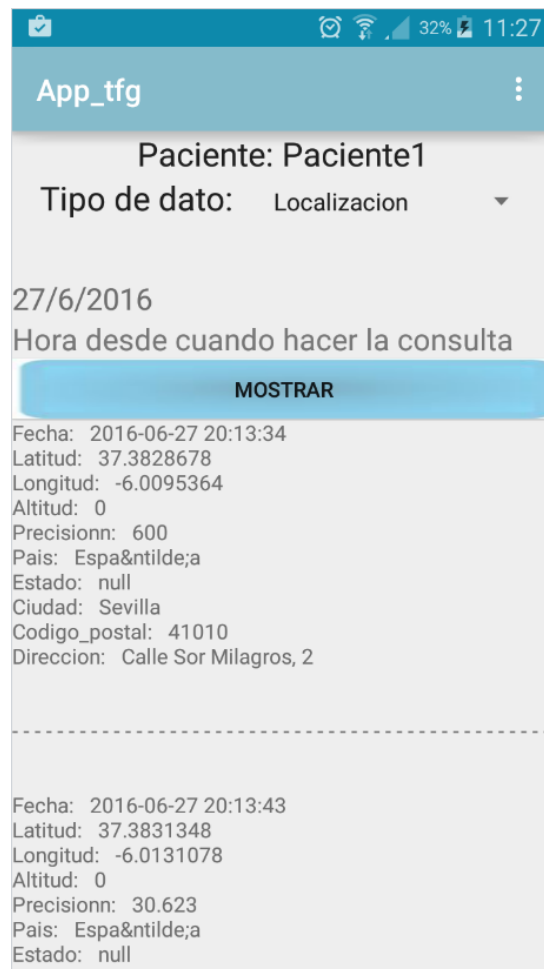 32% 11:27
App_tfg
Paciente: Paciente1
Tipo de dato: Localizacion
27/6/2016
Hora desde cuando hacer la consulta
MOSTRAR
Fecha: 2016-06-27 20:13:34
Latitud: 37.3828678
Longitud: -6.0095364
Altitud: 0
Precisionn: 600
Pais: Espa&ntilde;a
Estado: null
Ciudad: Sevilla
Codigo_postal: 41010
Direccion: Calle Sor Milagros, 2
Fecha: 2016-06-27 20:13:43
Latitud: 37.3831348
Longitud: -6.0131078
Altitud: 0
Precisionn: 30.623
Pais: Espa&ntilde;a
Estado: null